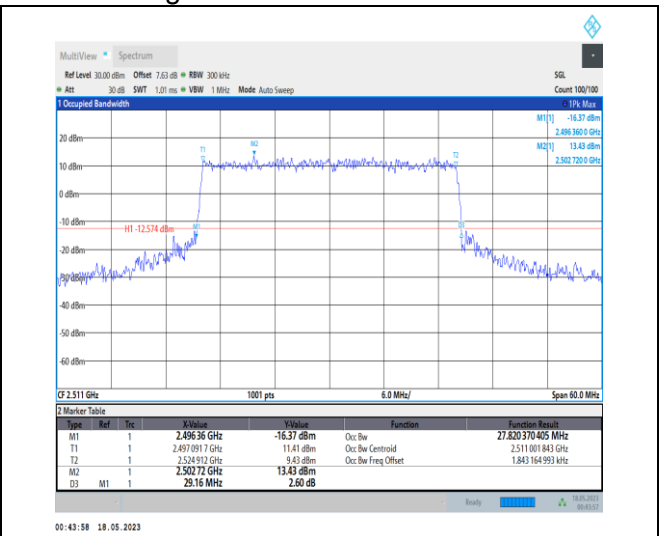 MultiView Spectrum
Ref Level 30.00 dBm Offset 7.63 dB RBW 300 kHz SGL
Att 30 dB SWT 1.01 ms VBW 1 MHz Mode Auto Sweep Count 100/100
1 Occupied Bandwidth 1Pk Max
M1[1] -16.37 dBm
2.496 360 0 GHz
M2[1] 13.43 dBm
2.502 720 0 GHz
20 dBm
T1 M2 T2
10 dBm
0 dBm
-10 dBm
H1 -12.574 dBm M1 D3
-20 dBm
-30 dBm
-40 dBm
-50 dBm
-60 dBm
CF 2.511 GHz 1001 pts 6.0 MHz/ Span 60.0 MHz
2 Marker Table
Type Ref Trc X-Value Y-Value Function Function Result
M1 1 2.496 36 GHz -16.37 dBm Occ Bw 27.820 370 405 MHz
T1 1 2.497 091 7 GHz 11.41 dBm Occ Bw Centroid 2.511 001 843 GHz
T2 1 2.524 912 GHz 9.43 dBm Occ Bw Freq Offset 1.843 164 993 kHz
M2 1 2.502 72 GHz 13.43 dBm
D3 M1 1 29.16 MHz 2.60 dB
Ready 18.05.2023
00:43:57
00:43:58 18.05.2023